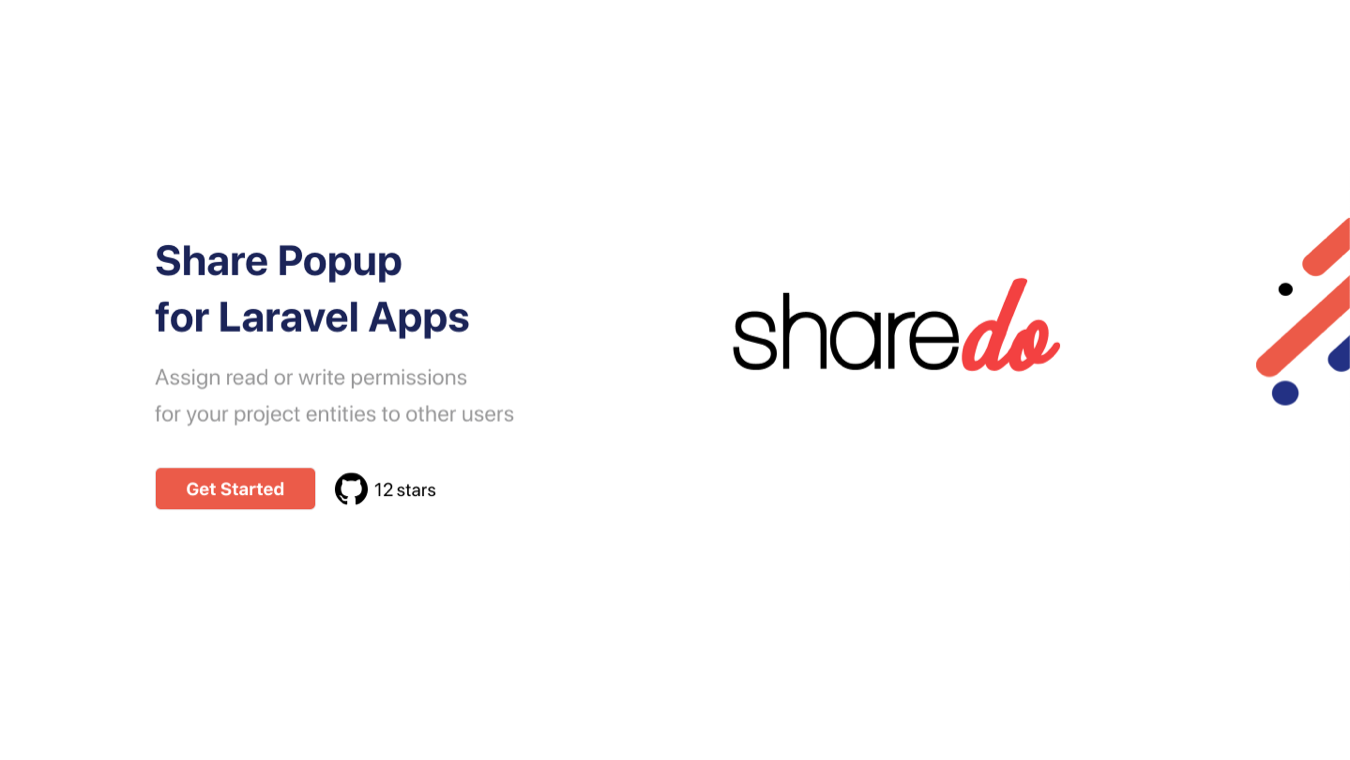 Share Popup
for Laravel Apps
Assign read or write permissions
for your project entities to other users
Get Started
12 stars
sharedo